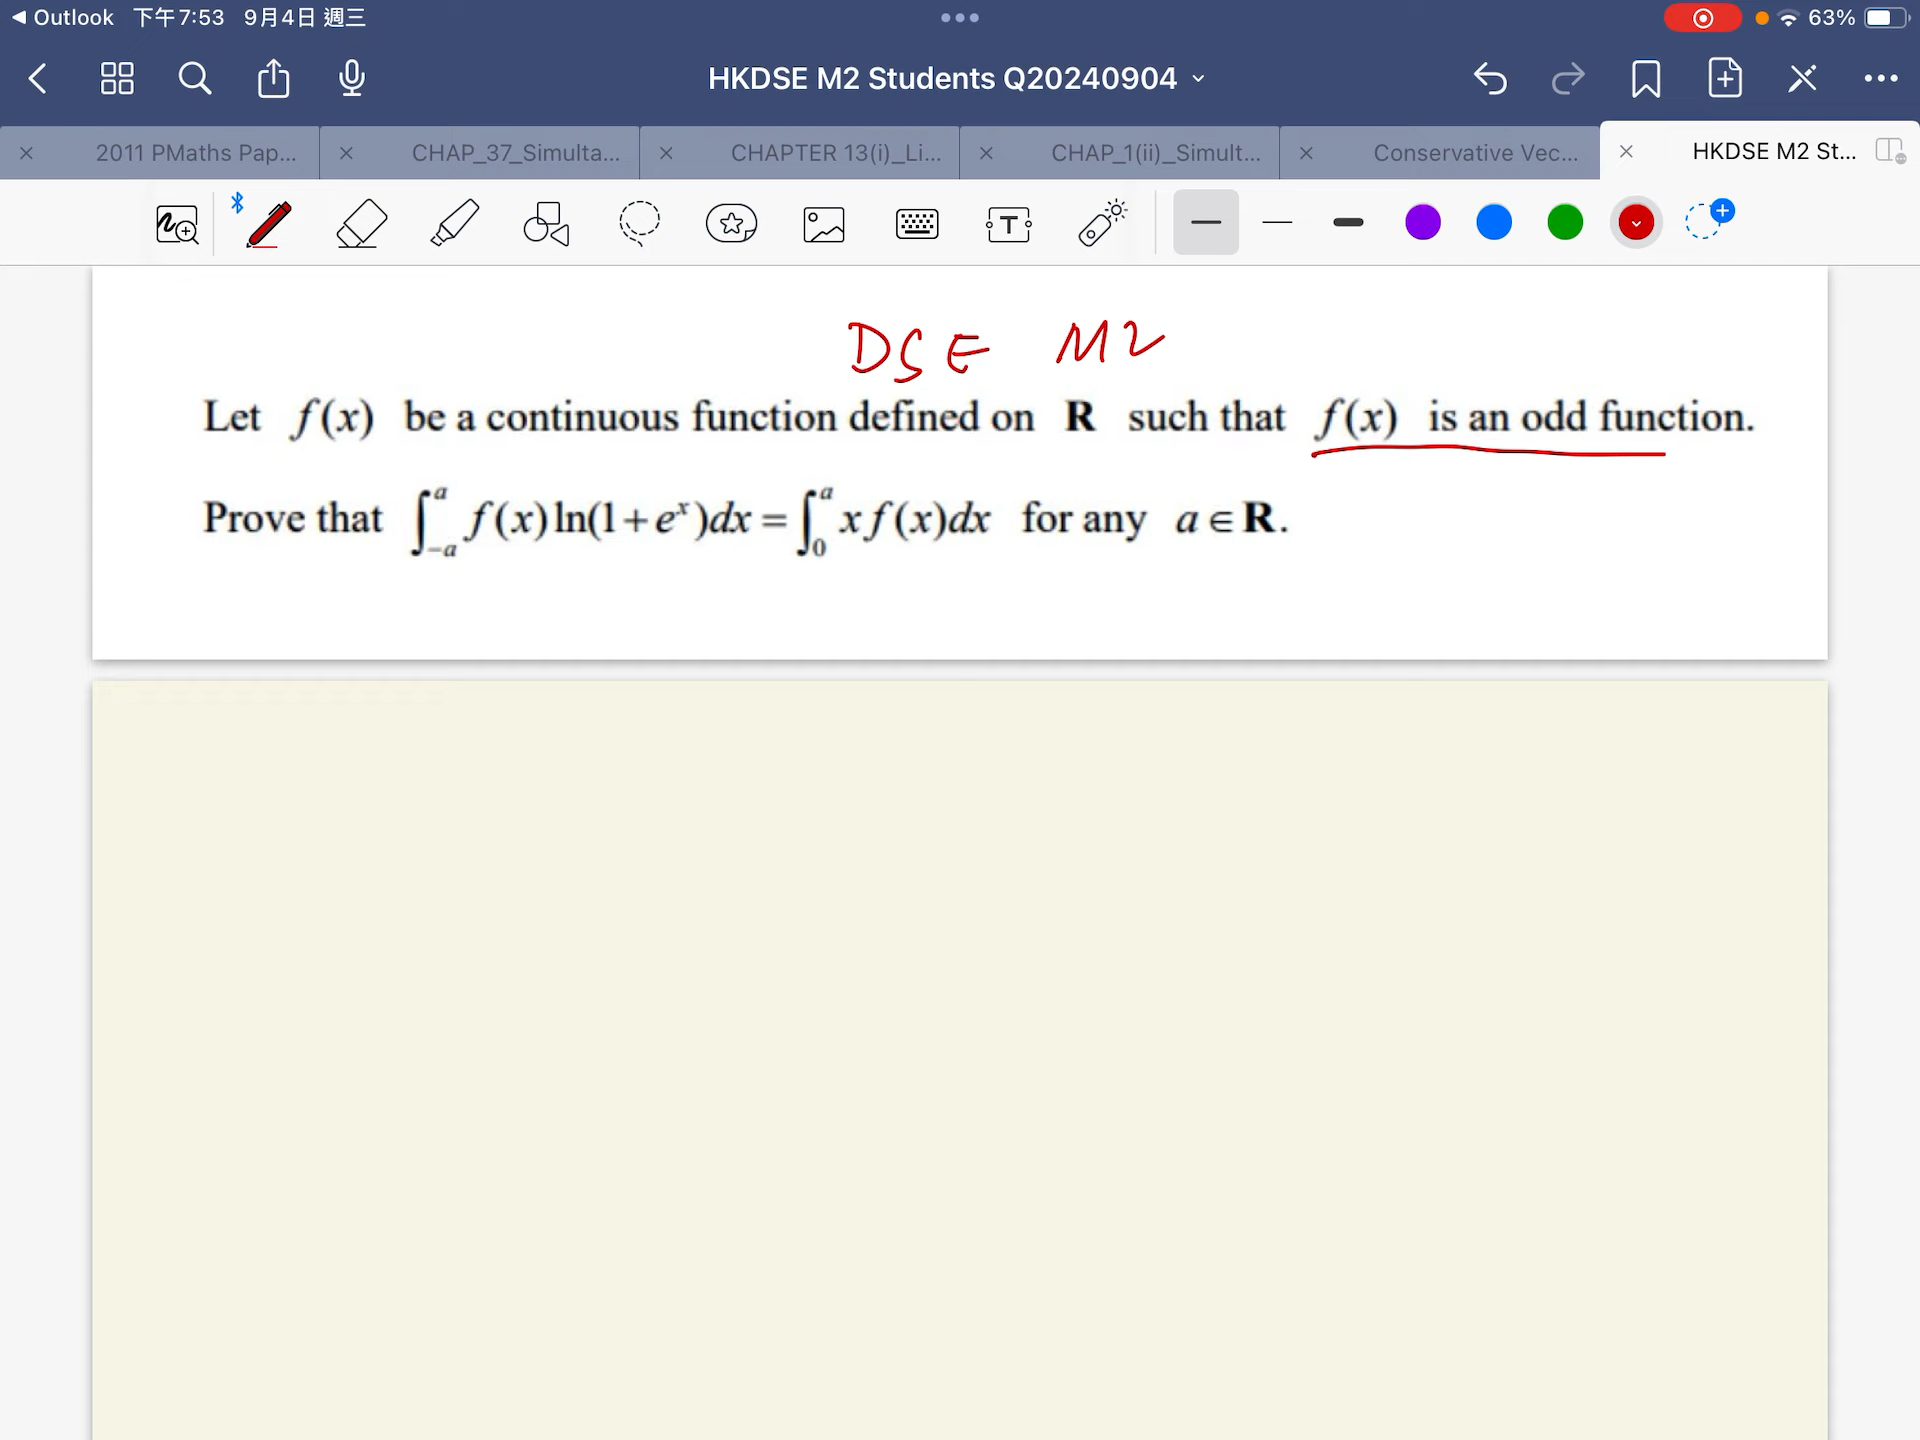 ◀ Outlook 下午7:53 9月4日 週三 63%
HKDSE M2 Students Q20240904
2011 PMaths Pap... CHAP_37_Simulta... CHAPTER 13(i)_Li... CHAP_1(ii)_Simult... Conservative Vec... HKDSE M2 St...
T
DSE M2
Let f(x) be a continuous function defined on R such that f(x) is an odd function.
Prove that ∫_{-a}^{a} f(x) ln(1+e^x)dx = ∫_0^a x f(x)dx for any a ∈ R.